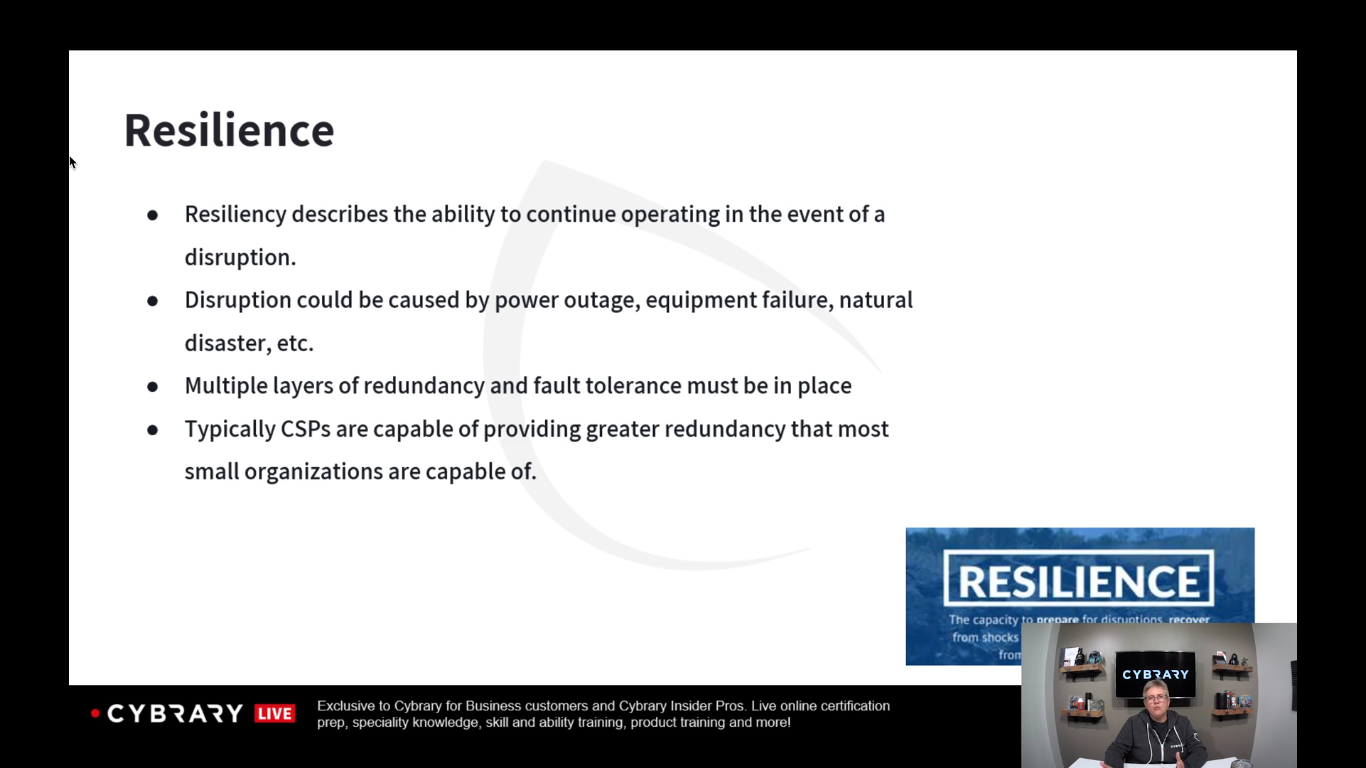 Resilience
● Resiliency describes the ability to continue operating in the event of a
disruption.
● Disruption could be caused by power outage, equipment failure, natural
disaster, etc.
● Multiple layers of redundancy and fault tolerance must be in place
● Typically CSPs are capable of providing greater redundancy that most
small organizations are capable of.
RESILIENCE
The capacity to prepare for disruptions, recover
from shocks
from
CYBRARY
CYBRARY LIVE
Exclusive to Cybrary for Business customers and Cybrary Insider Pros. Live online certification
prep, speciality knowledge, skill and ability training, product training and more!